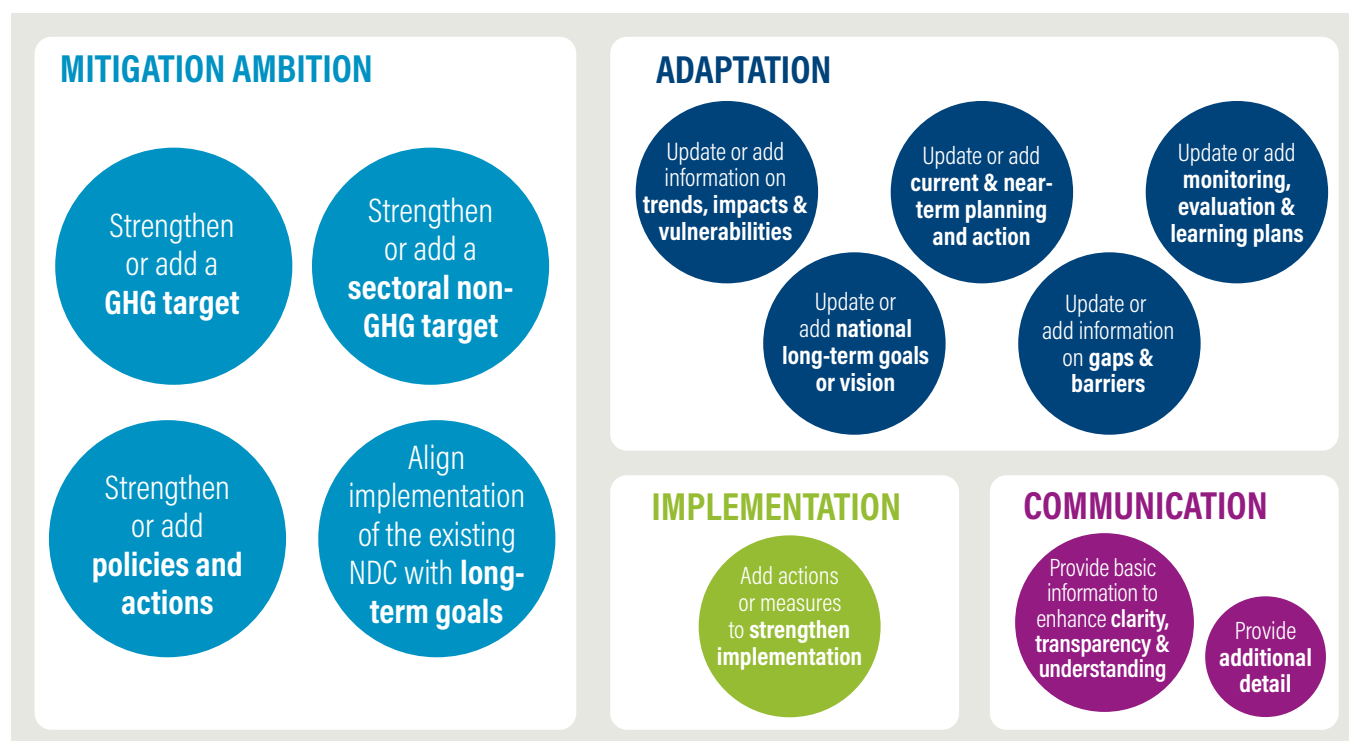 MITIGATION AMBITION
Strengthen
or add a
GHG target
Strengthen
or add a
sectoral non-
GHG target
Strengthen
or add
policies and
actions
Align
implementation
of the existing
NDC with long-
term goals
ADAPTATION
Update or add
information on
trends, impacts &
vulnerabilities
Update or add
current & near-
term planning
and action
Update or add
monitoring,
evaluation &
learning plans
Update or
add national
long-term goals
or vision
Update or
add information
on gaps &
barriers
IMPLEMENTATION
Add actions
or measures
to strengthen
implementation
COMMUNICATION
Provide basic
information to
enhance clarity,
transparency &
understanding
Provide
additional
detail